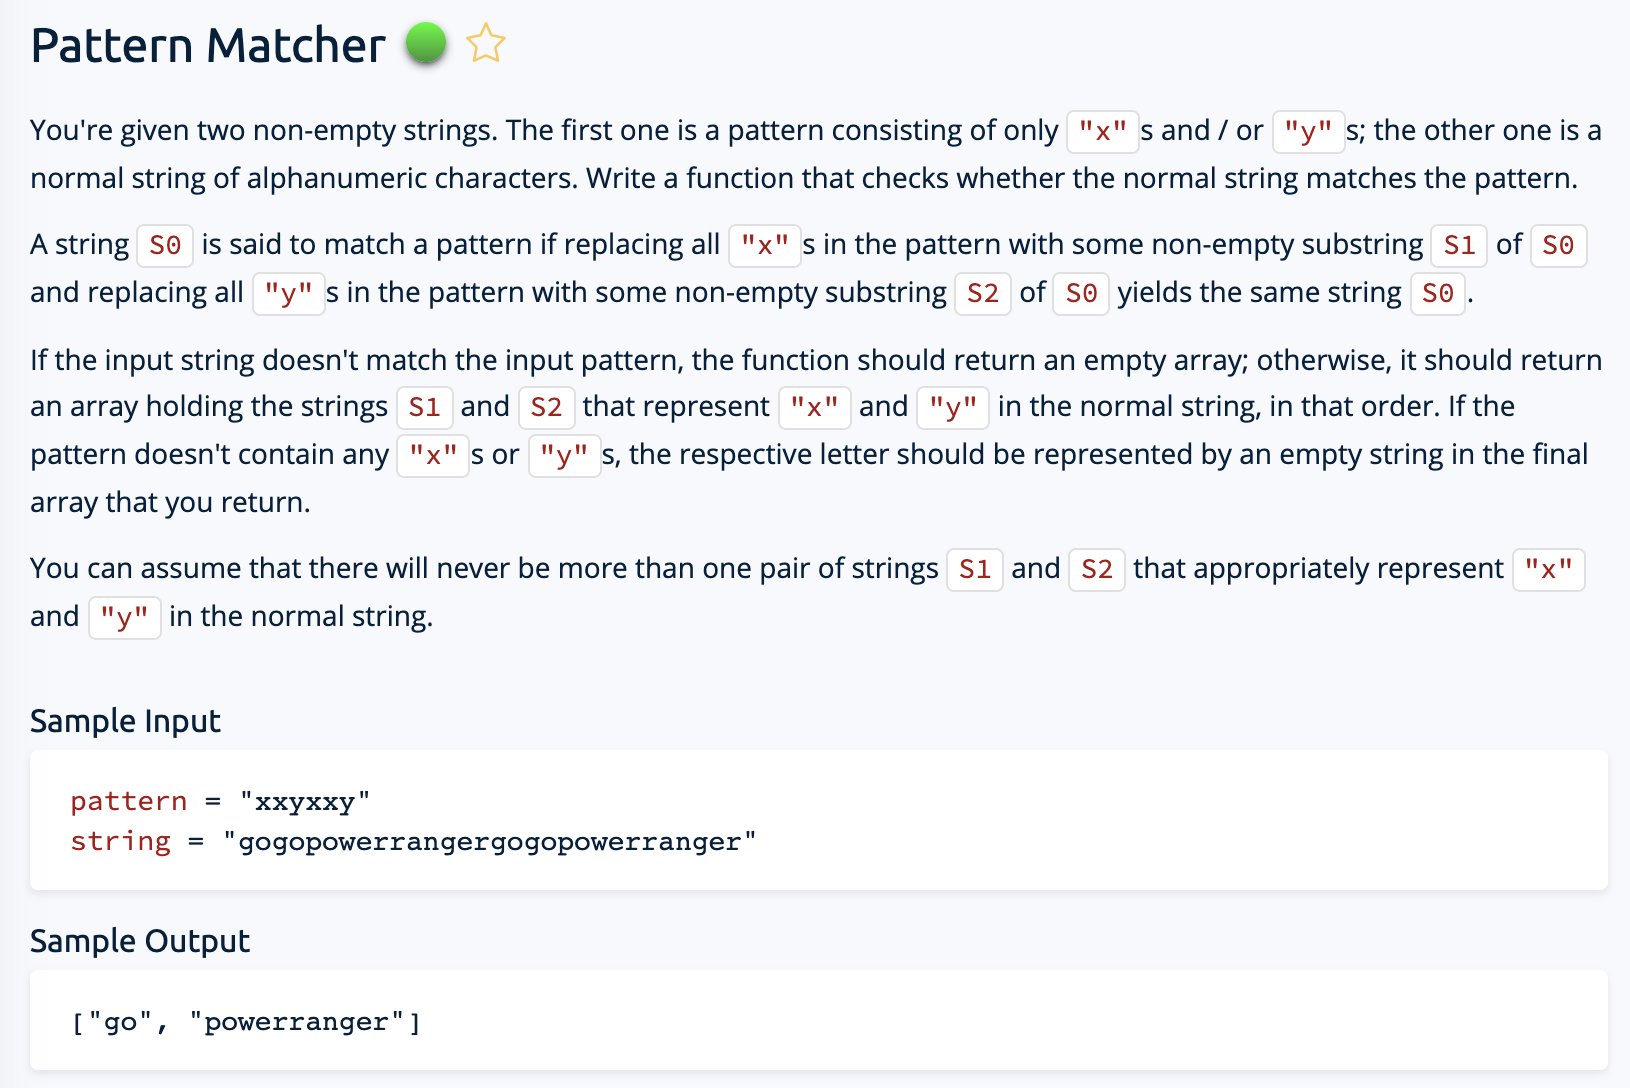 Pattern Matcher
You're given two non-empty strings. The first one is a pattern consisting of only "x" s and / or "y" s; the other one is a
normal string of alphanumeric characters. Write a function that checks whether the normal string matches the pattern.
A string S0 is said to match a pattern if replacing all "x" s in the pattern with some non-empty substring S1 of S0
and replacing all "y" s in the pattern with some non-empty substring S2 of S0 yields the same string S0 .
If the input string doesn't match the input pattern, the function should return an empty array; otherwise, it should return
an array holding the strings S1 and S2 that represent "x" and "y" in the normal string, in that order. If the
pattern doesn't contain any "x" s or "y" s, the respective letter should be represented by an empty string in the final
array that you return.
You can assume that there will never be more than one pair of strings S1 and S2 that appropriately represent "x"
and "y" in the normal string.
Sample Input
pattern = "xxyxxy"
string = "gogopowerrangergogopowerranger"
Sample Output
["go", "powerranger"]